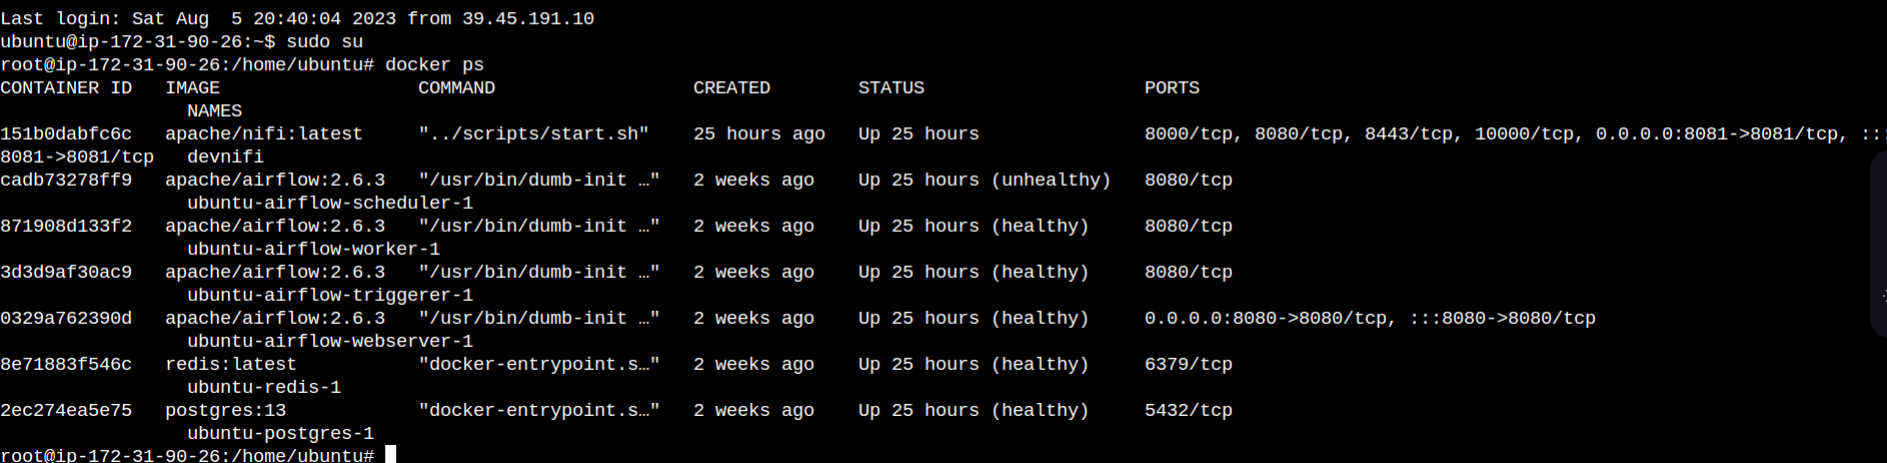 Last login: Sat Aug  5 20:40:04 2023 from 39.45.191.10
ubuntu@ip-172-31-90-26:~$ sudo su
root@ip-172-31-90-26:/home/ubuntu# docker ps
CONTAINER ID   IMAGE                  COMMAND                  CREATED        STATUS                    PORTS
                 NAMES
151b0dabfc6c   apache/nifi:latest     "../scripts/start.sh"    25 hours ago   Up 25 hours               8000/tcp, 8080/tcp, 8443/tcp, 10000/tcp, 0.0.0.0:8081->8081/tcp, :::
8081->8081/tcp   devnifi
cadb73278ff9   apache/airflow:2.6.3   "/usr/bin/dumb-init …"   2 weeks ago    Up 25 hours (unhealthy)   8080/tcp
                 ubuntu-airflow-scheduler-1
871908d133f2   apache/airflow:2.6.3   "/usr/bin/dumb-init …"   2 weeks ago    Up 25 hours (healthy)     8080/tcp
                 ubuntu-airflow-worker-1
3d3d9af30ac9   apache/airflow:2.6.3   "/usr/bin/dumb-init …"   2 weeks ago    Up 25 hours (healthy)     8080/tcp
                 ubuntu-airflow-triggerer-1
0329a762390d   apache/airflow:2.6.3   "/usr/bin/dumb-init …"   2 weeks ago    Up 25 hours (healthy)     0.0.0.0:8080->8080/tcp, :::8080->8080/tcp
                 ubuntu-airflow-webserver-1
8e71883f546c   redis:latest           "docker-entrypoint.s…"   2 weeks ago    Up 25 hours (healthy)     6379/tcp
                 ubuntu-redis-1
2ec274ea5e75   postgres:13            "docker-entrypoint.s…"   2 weeks ago    Up 25 hours (healthy)     5432/tcp
                 ubuntu-postgres-1
root@ip-172-31-90-26:/home/ubuntu#